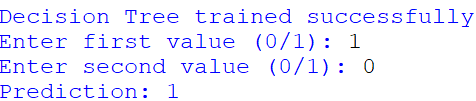 Decision Tree trained successfully
Enter first value (0/1): 1
Enter second value (0/1): 0
Prediction: 1